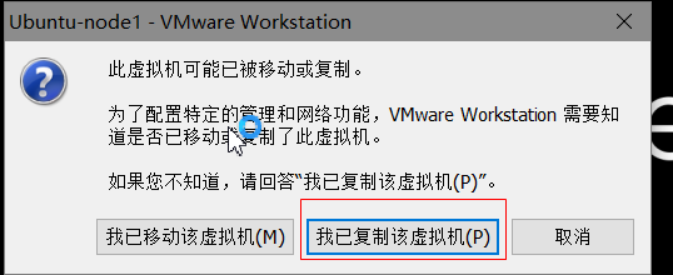 Ubuntu-node1 - VMware Workstation
此虚拟机可能已被移动或复制。
为了配置特定的管理和网络功能，VMware Workstation 需要知
道是否已移动或复制了此虚拟机。
如果您不知道，请回答“我已复制该虚拟机(P)”。
我已移动该虚拟机(M) 我已复制该虚拟机(P) 取消